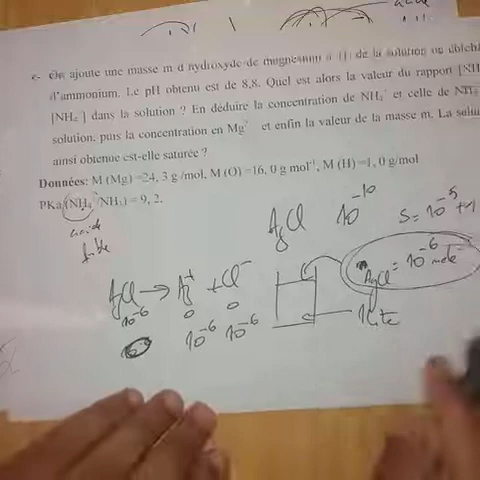 e- On ajoute une masse m d'hydroxyde de magnésium à 1L de la solution
d'ammonium. Le pH obtenu est de 8,8. Quel est alors la valeur du rapport
dans la solution ? En déduire la concentration de NH₄⁺ et celle de NH₃
solution, puis la concentration en Mg²⁺ et enfin la valeur de la masse m. La
ainsi obtenue est-elle saturée ?
Données: M (Mg) =24, 3 g/mol, M (O) =16, 0 g mol⁻¹, M (H) =1, 0 g/mol
PKa (NH₄⁺/NH₃) = 9, 2.
acide
faible
AgCl 10⁻¹⁰
S = 10⁻⁵
AgCl → Ag⁺ + Cl⁻
10⁻⁶ 0 0
10⁻⁶ 10⁻⁶
AgCl = 10⁻⁶ mole